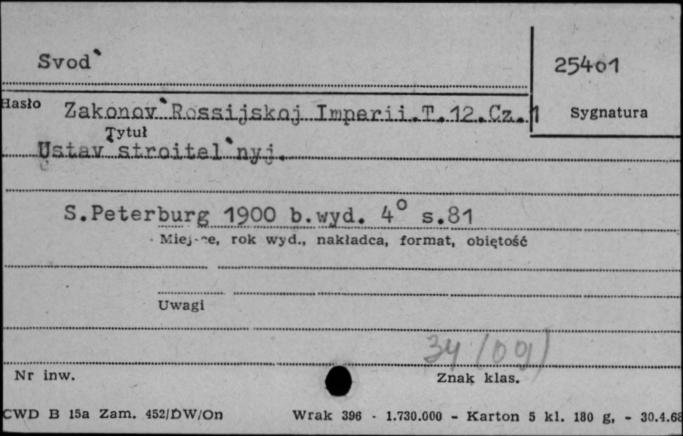 Svod`
25401
Hasło
Zakonov`Rossijskoj Imperii.T.12.Cz.1
Sygnatura
Tytuł
Ustav stroitel`nyj.
S.Peterburg 1900 b.wyd. 4° s.81
Miejsce, rok wyd., nakładca, format, objętość
Uwagi
34/09/
Nr inw.
Znak klas.
CWD B 15a Zam. 452/DW/On Wrak 396 - 1.730.000 - Karton 5 kl. 180 g, - 30.4.68